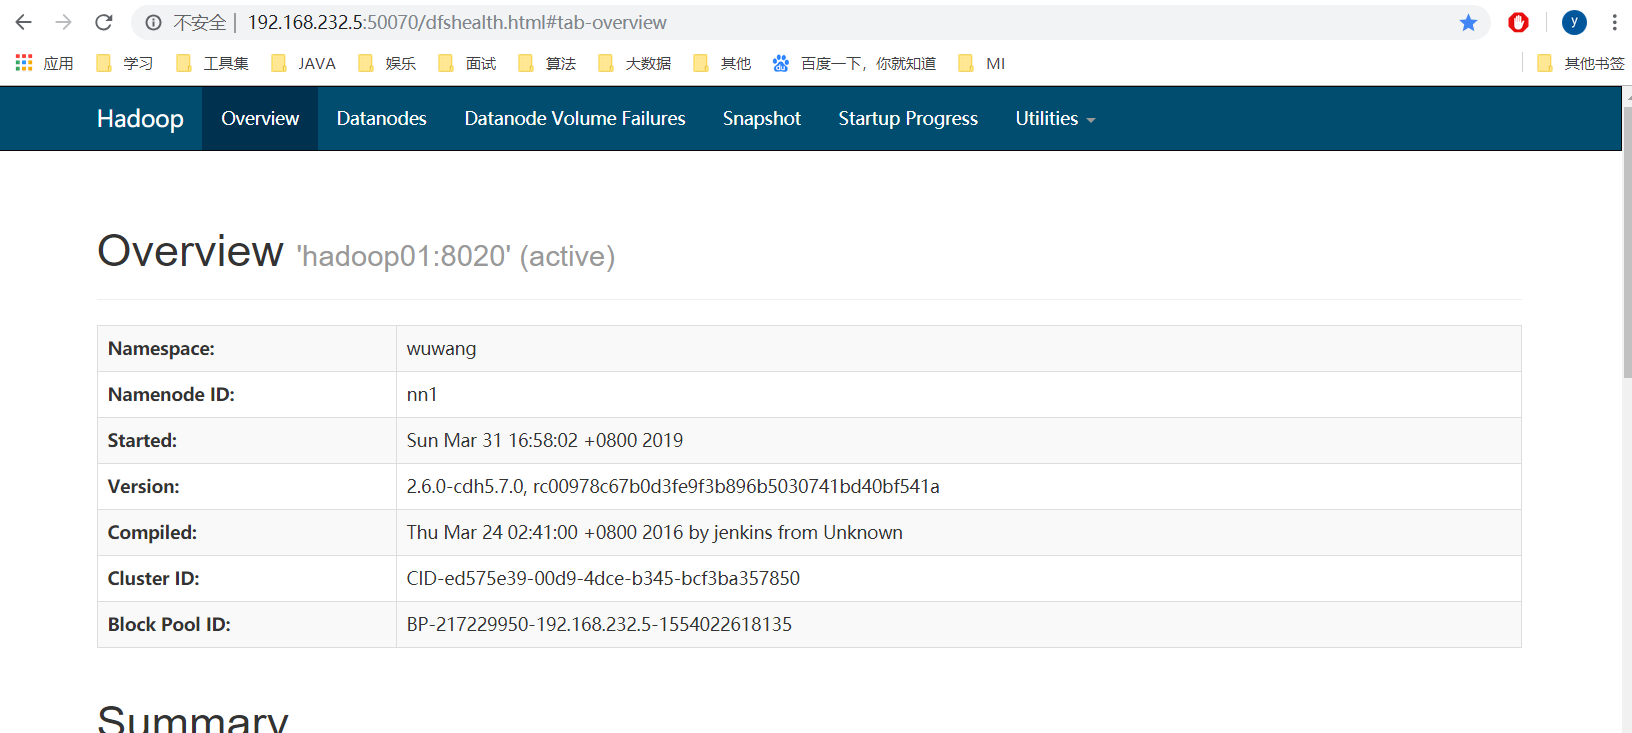 不安全 | 192.168.232.5:50070/dfshealth.html#tab-overview y
应用 学习 工具集 JAVA 娱乐 面试 算法 大数据 其他 百度一下，你就知道 MI 其他书签
Hadoop Overview Datanodes Datanode Volume Failures Snapshot Startup Progress Utilities
Overview 'hadoop01:8020' (active)
Namespace: wuwang
Namenode ID: nn1
Started: Sun Mar 31 16:58:02 +0800 2019
Version: 2.6.0-cdh5.7.0, rc00978c67b0d3fe9f3b896b5030741bd40bf541a
Compiled: Thu Mar 24 02:41:00 +0800 2016 by jenkins from Unknown
Cluster ID: CID-ed575e39-00d9-4dce-b345-bcf3ba357850
Block Pool ID: BP-217229950-192.168.232.5-1554022618135
Summary